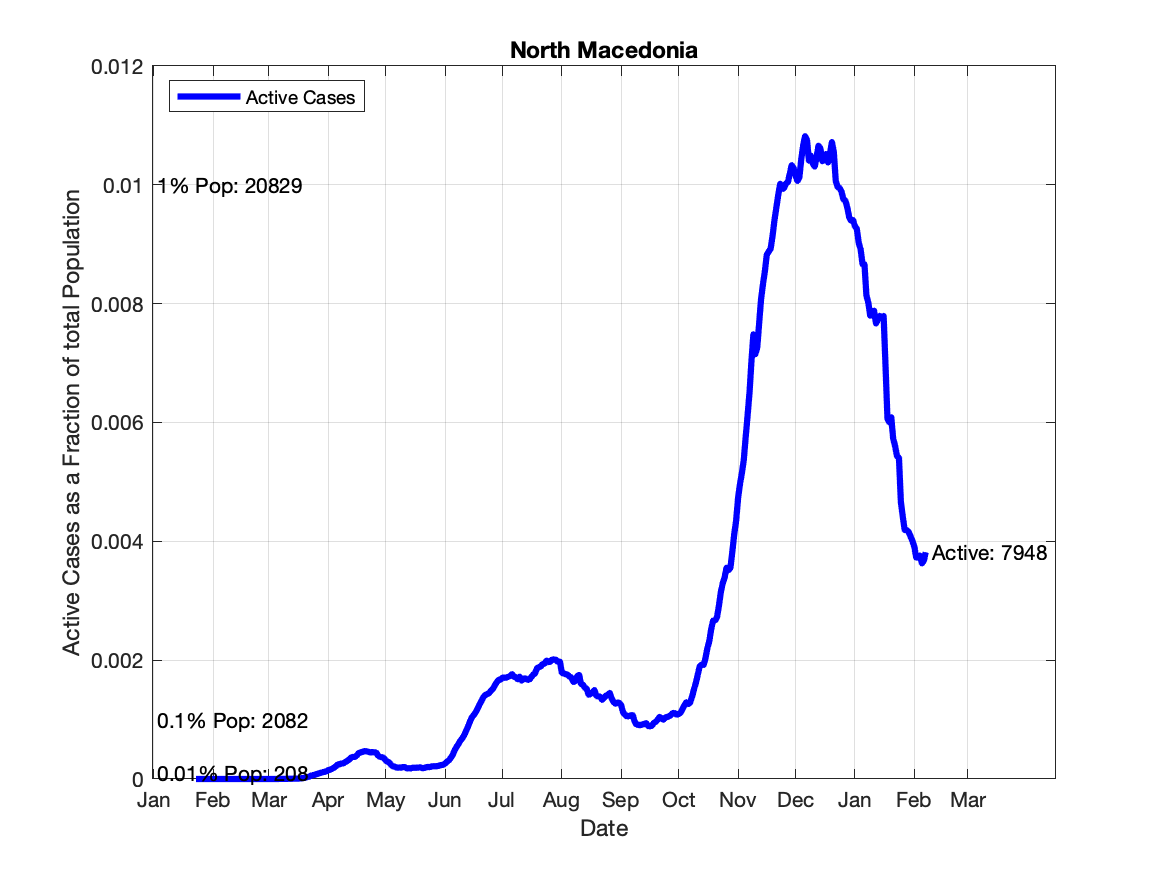 North Macedonia
0.012
Active Cases
0.01
1% Pop: 20829
0.008
0.006
0.004
Active: 7948
0.002
0.1% Pop: 2082
0.01% Pop: 208
0
Jan Feb Mar Apr May Jun Jul Aug Sep Oct Nov Dec Jan Feb Mar
Date
Active Cases as a Fraction of total Population